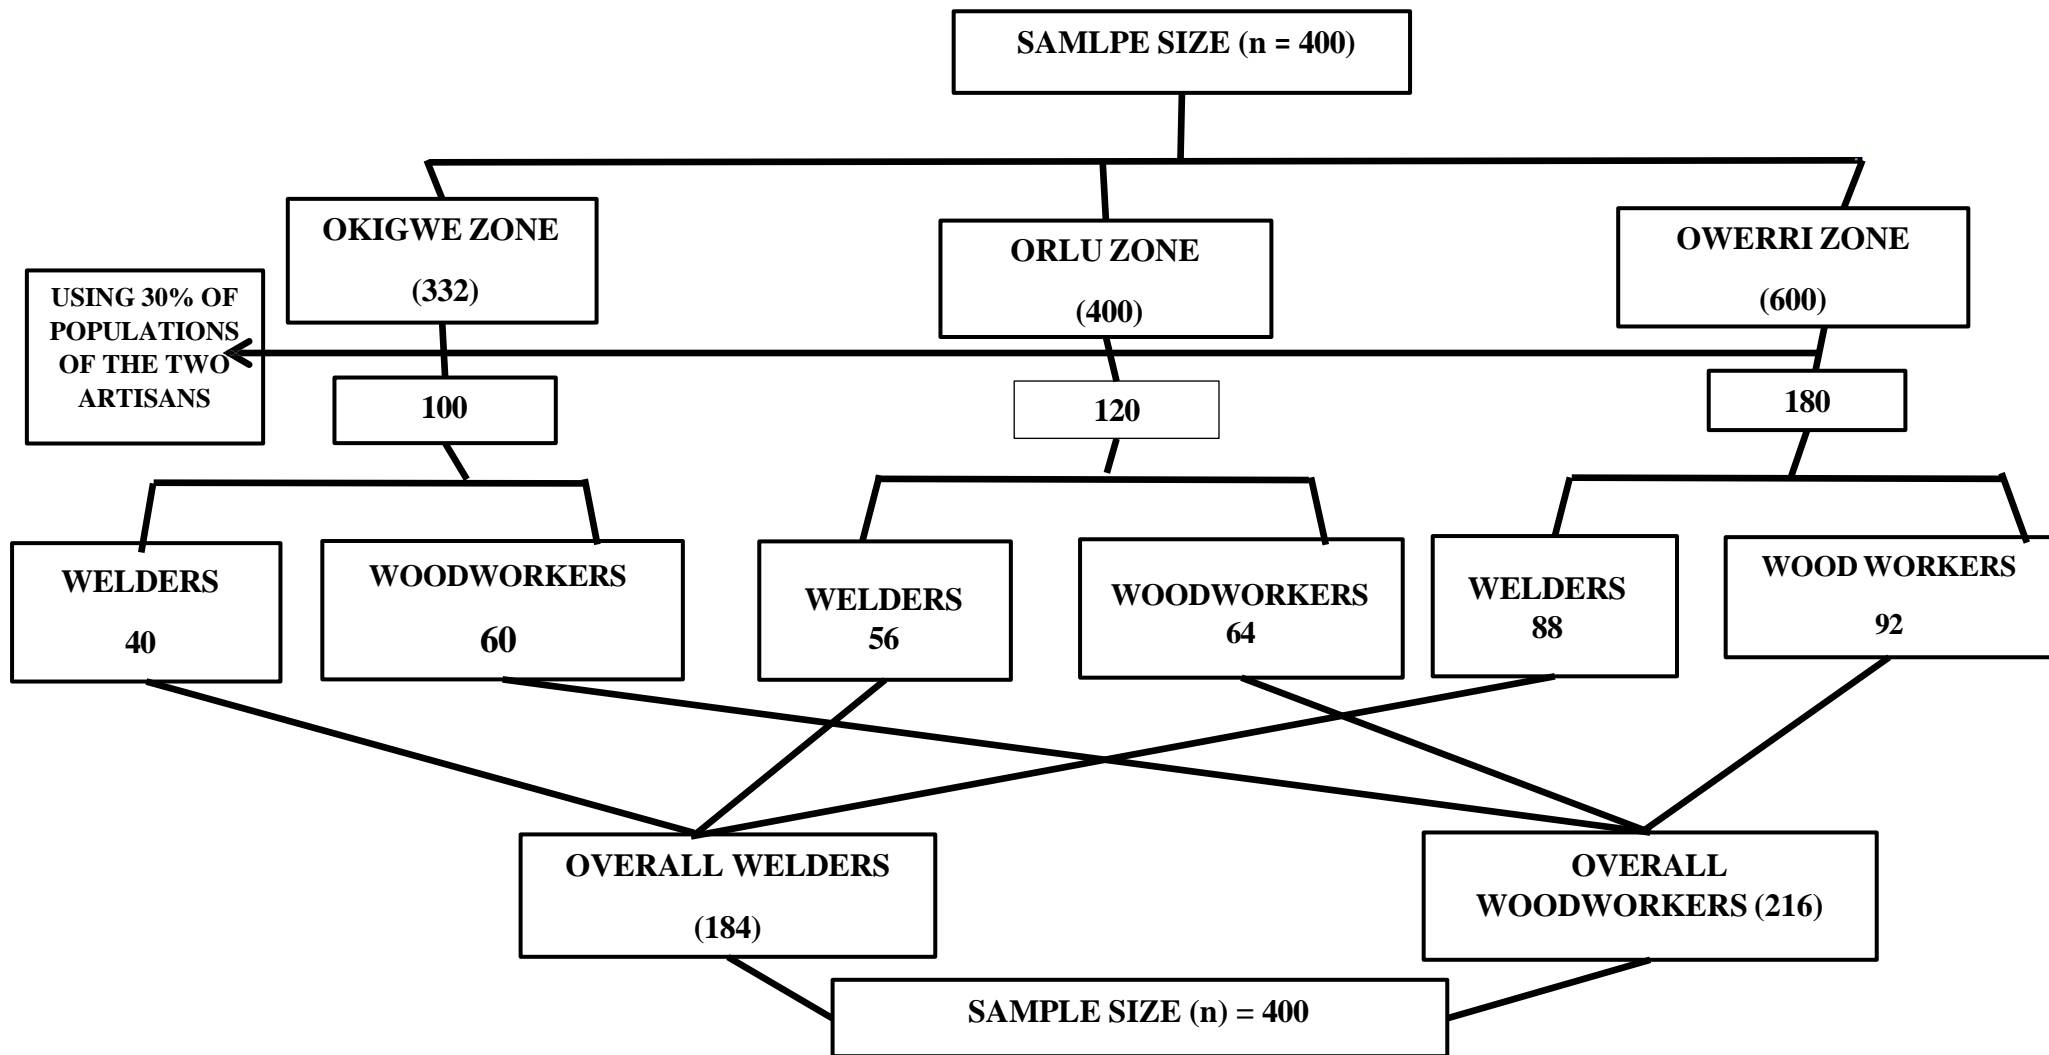 SAMLPE SIZE (n = 400)
OKIGWE ZONE
(332)
ORLU ZONE
(400)
OWERRI ZONE
(600)
USING 30% OF
POPULATIONS
OF THE TWO
ARTISANS
100
120
180
WELDERS
40
WOODWORKERS
60
WELDERS
56
WOODWORKERS
64
WELDERS
88
WOOD WORKERS
92
OVERALL WELDERS
(184)
OVERALL
WOODWORKERS (216)
SAMPLE SIZE (n) = 400